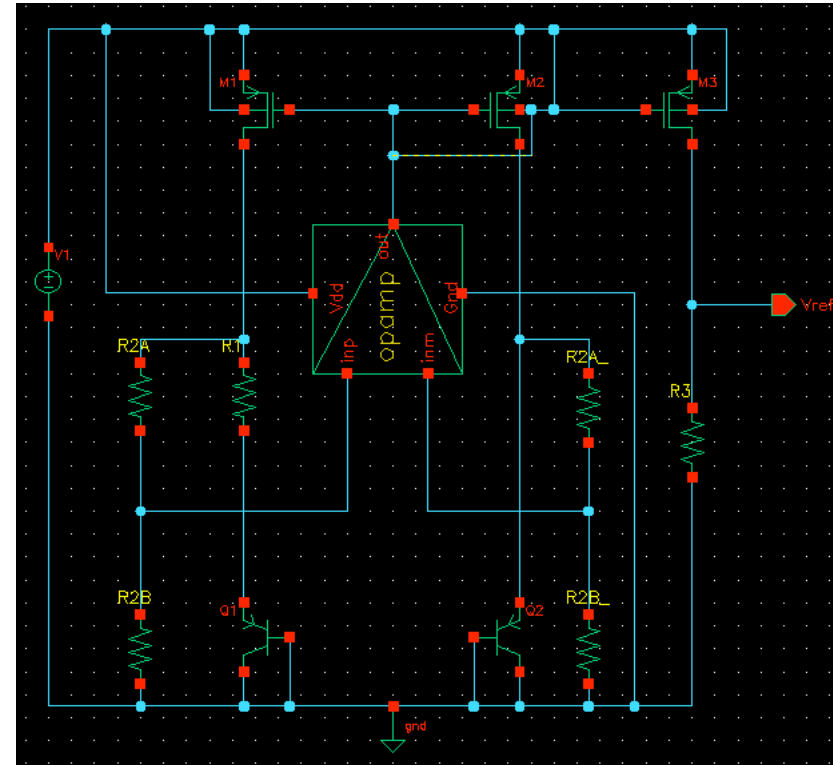 M1
M2
M3
V1
out
Vdd
opamp
Gnd
R2A
R1
inp
inm
R2A_
Vref
R3
R2B
Q1
Q2
R2B_
gnd